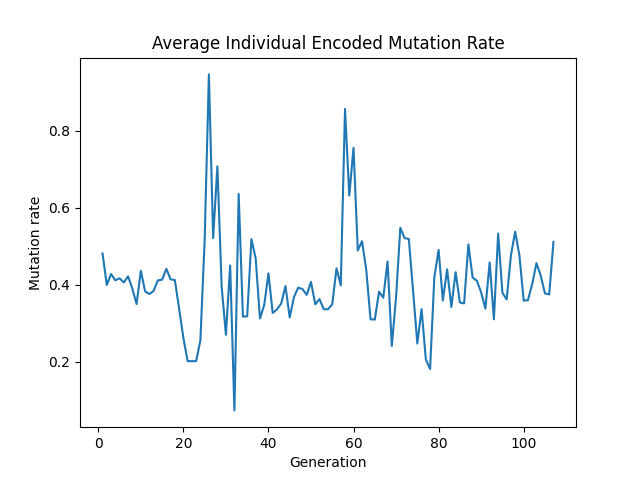 Average Individual Encoded Mutation Rate
Mutation rate
0.8
0.6
0.4
0.2
0 20 40 60 80 100
Generation